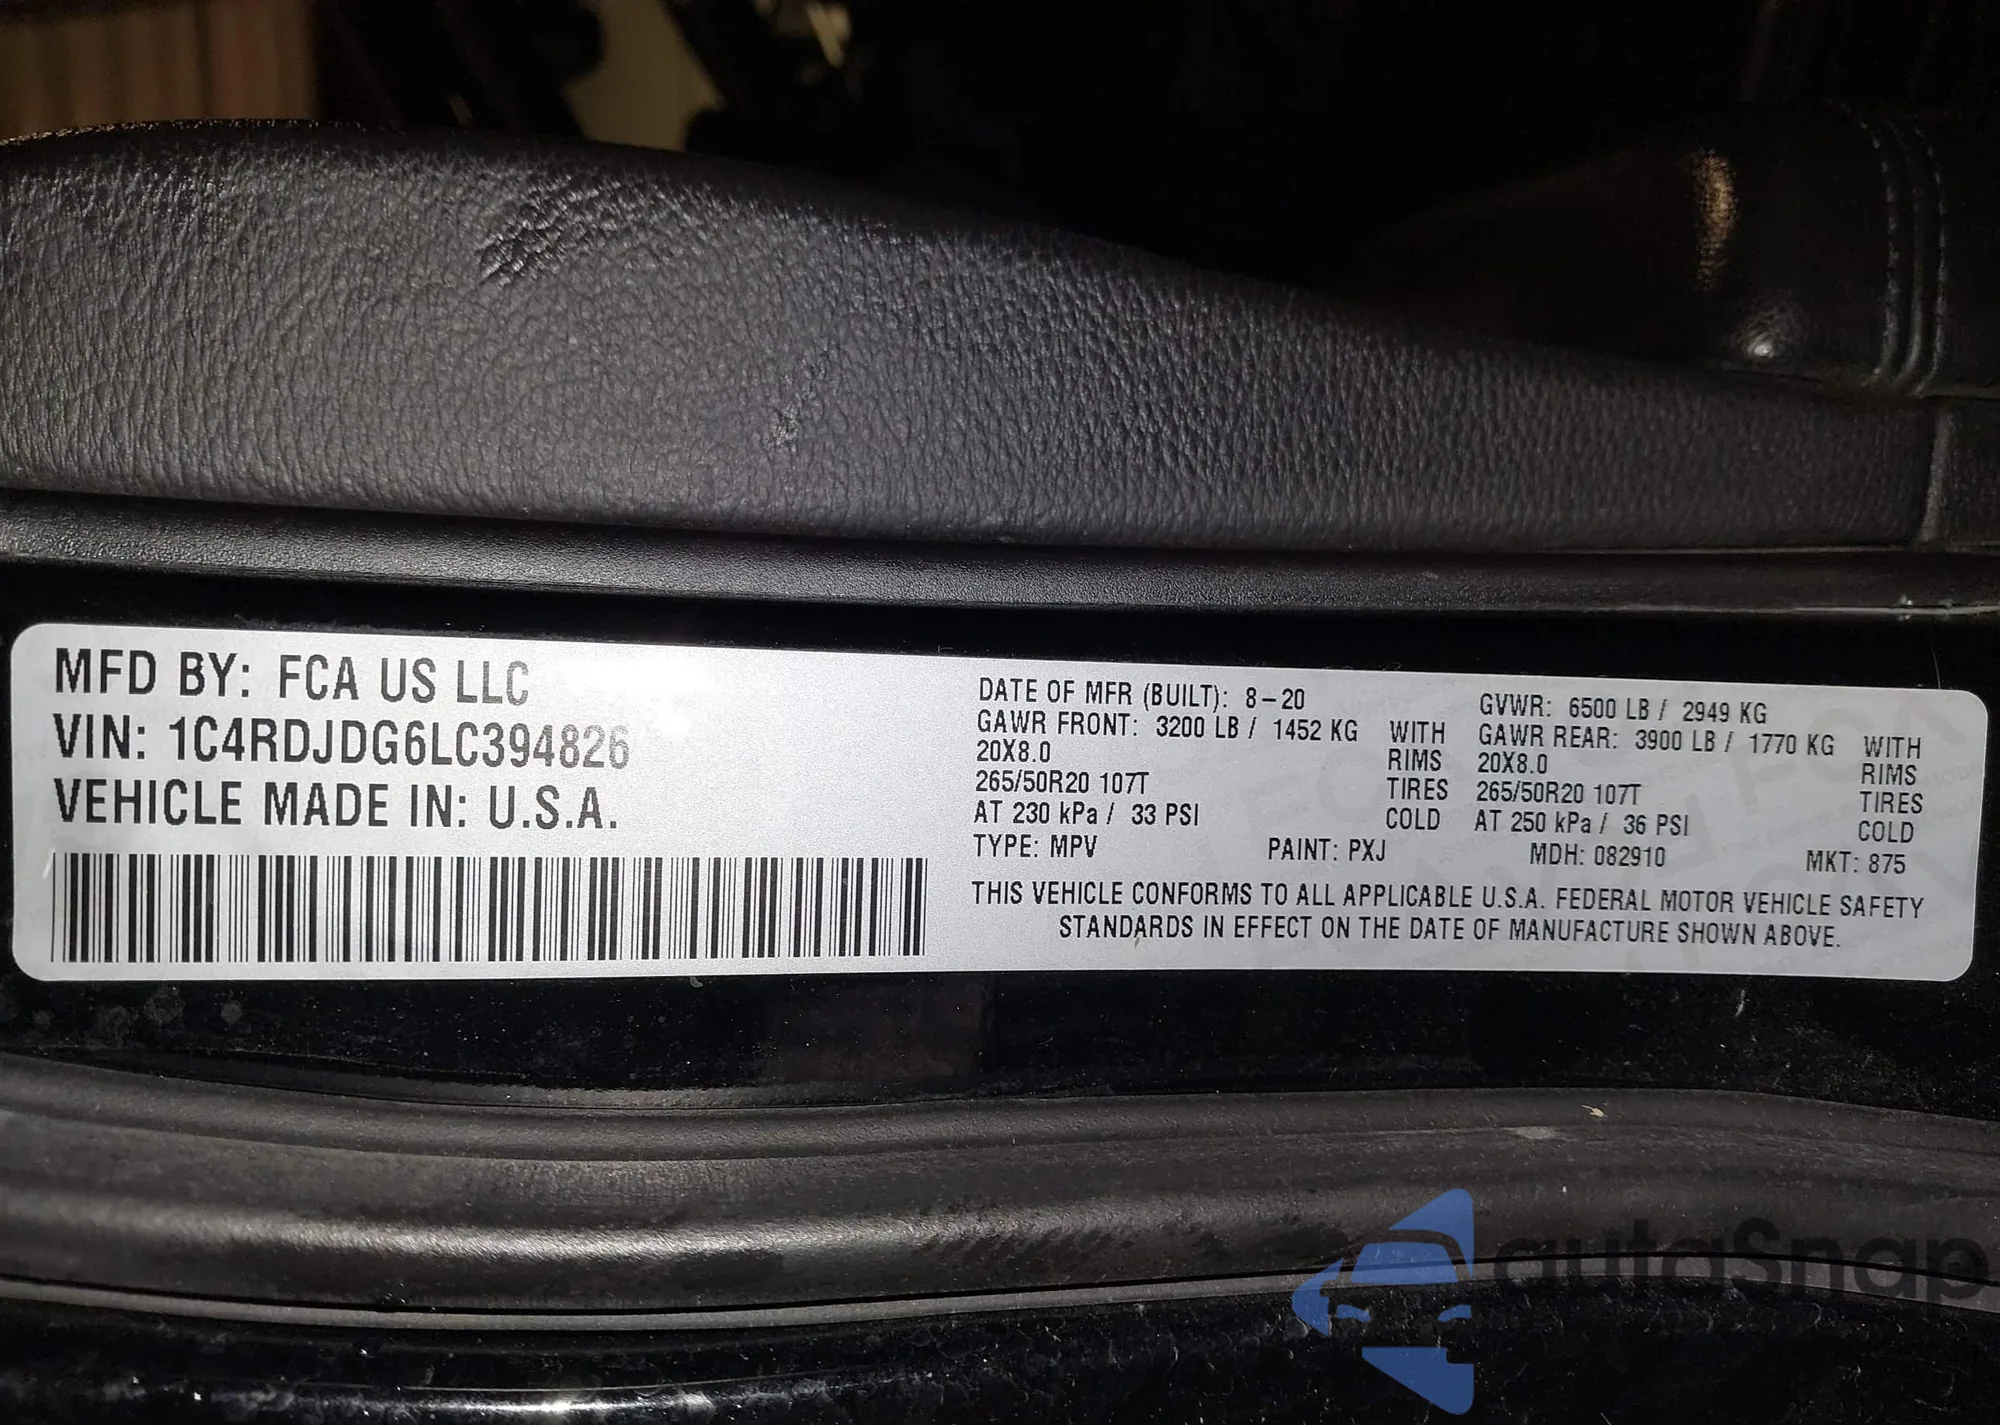 MFD BY: FCA US LLC
VIN: 1C4RDJDG6LC394826
VEHICLE MADE IN: U.S.A.
DATE OF MFR (BUILT): 8-20
GAWR FRONT: 3200 LB / 1452 KG WITH
20X8.0 RIMS
265/50R20 107T TIRES
AT 230 kPa / 33 PSI COLD
GVWR: 6500 LB / 2949 KG
GAWR REAR: 3900 LB / 1770 KG WITH
20X8.0 RIMS
265/50R20 107T TIRES
AT 250 kPa / 36 PSI COLD
TYPE: MPV PAINT: PXJ MDH: 082910 MKT: 875
THIS VEHICLE CONFORMS TO ALL APPLICABLE U.S.A. FEDERAL MOTOR VEHICLE SAFETY
STANDARDS IN EFFECT ON THE DATE OF MANUFACTURE SHOWN ABOVE.
autoSnap